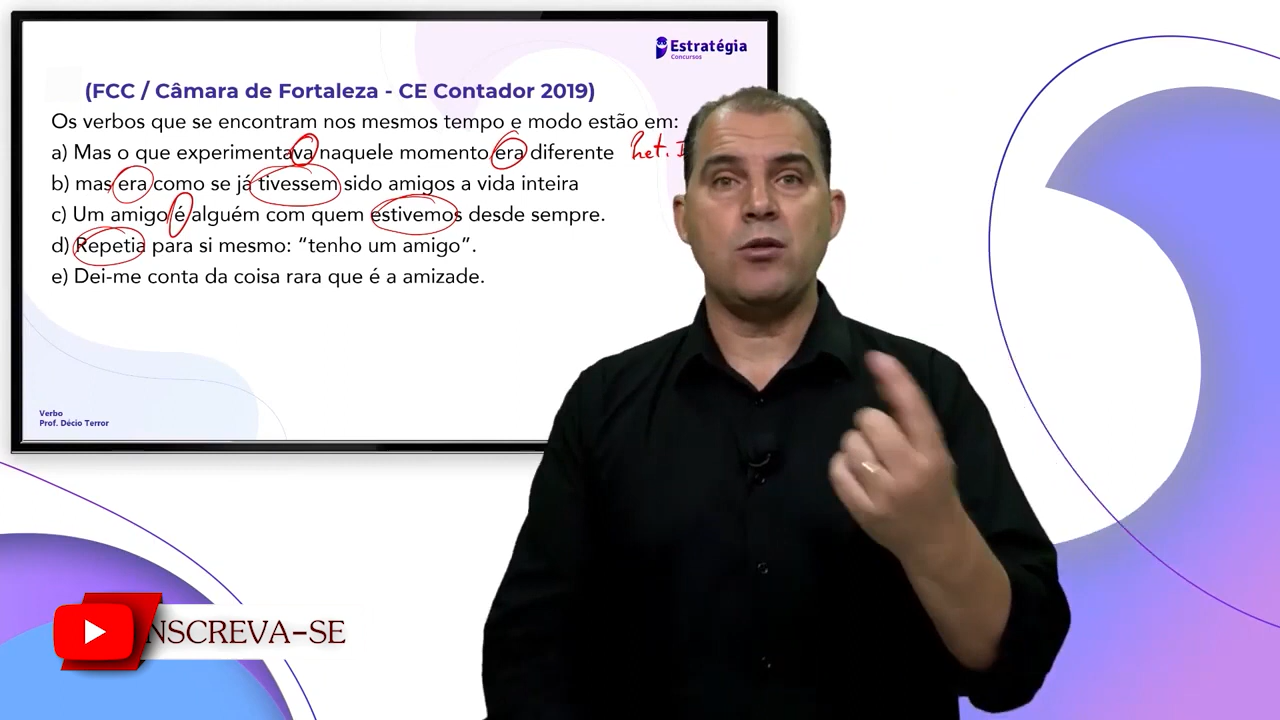 Estratégia
Concursos
(FCC / Câmara de Fortaleza - CE Contador 2019)
Os verbos que se encontram nos mesmos tempo e modo estão em:
a) Mas o que experimentava naquele momento era diferente
b) mas era como se já tivessem sido amigos a vida inteira
c) Um amigo é alguém com quem estivemos desde sempre.
d) Repetia para si mesmo: “tenho um amigo”.
e) Dei-me conta da coisa rara que é a amizade.
Verbo
Prof. Décio Terror
NSCREVA-SE